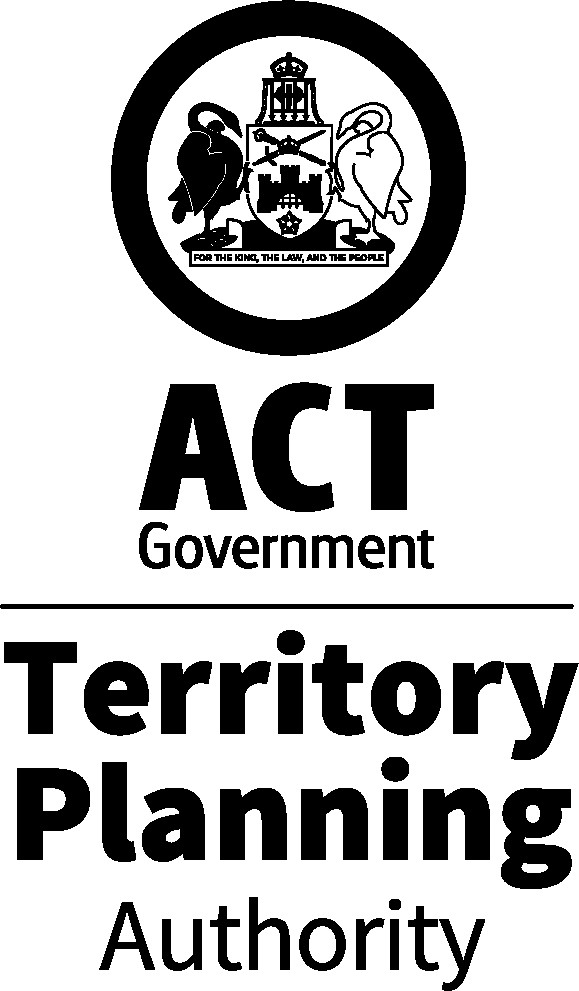 FOR THE KING, THE LAW, AND THE PEOPLE
ACT
Government
Territory
Planning
Authority